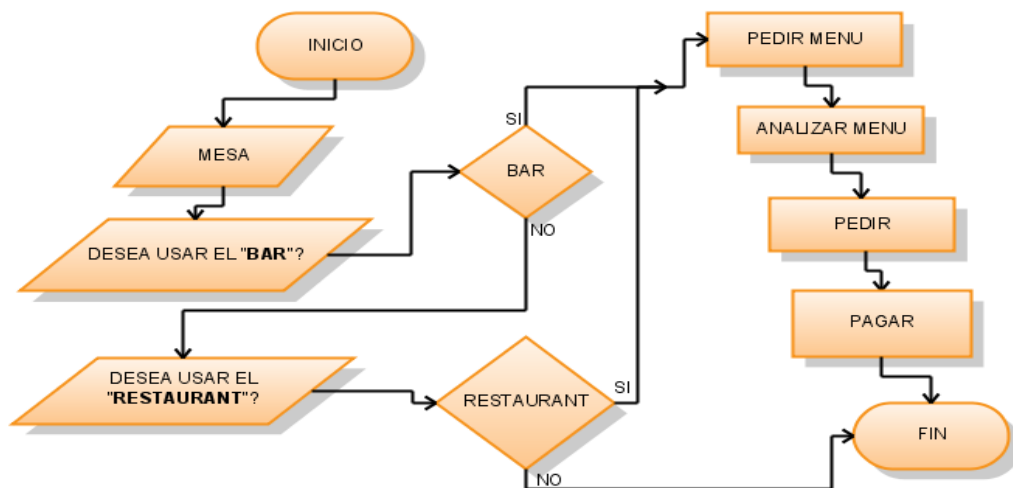 INICIO
MESA
DESEA USAR EL "BAR"?
BAR
SI
NO
DESEA USAR EL
"RESTAURANT"?
RESTAURANT
SI
NO
PEDIR MENU
ANALIZAR MENU
PEDIR
PAGAR
FIN